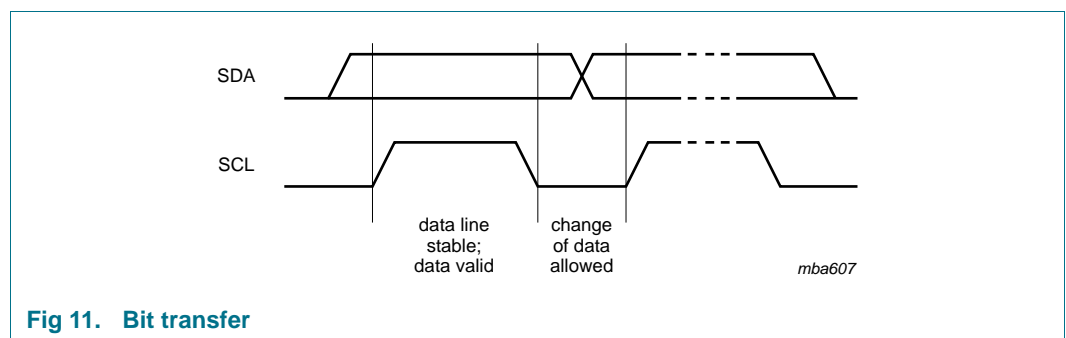 SDA
SCL
data line
stable;
data valid
change
of data
allowed
mba607
Fig 11. Bit transfer